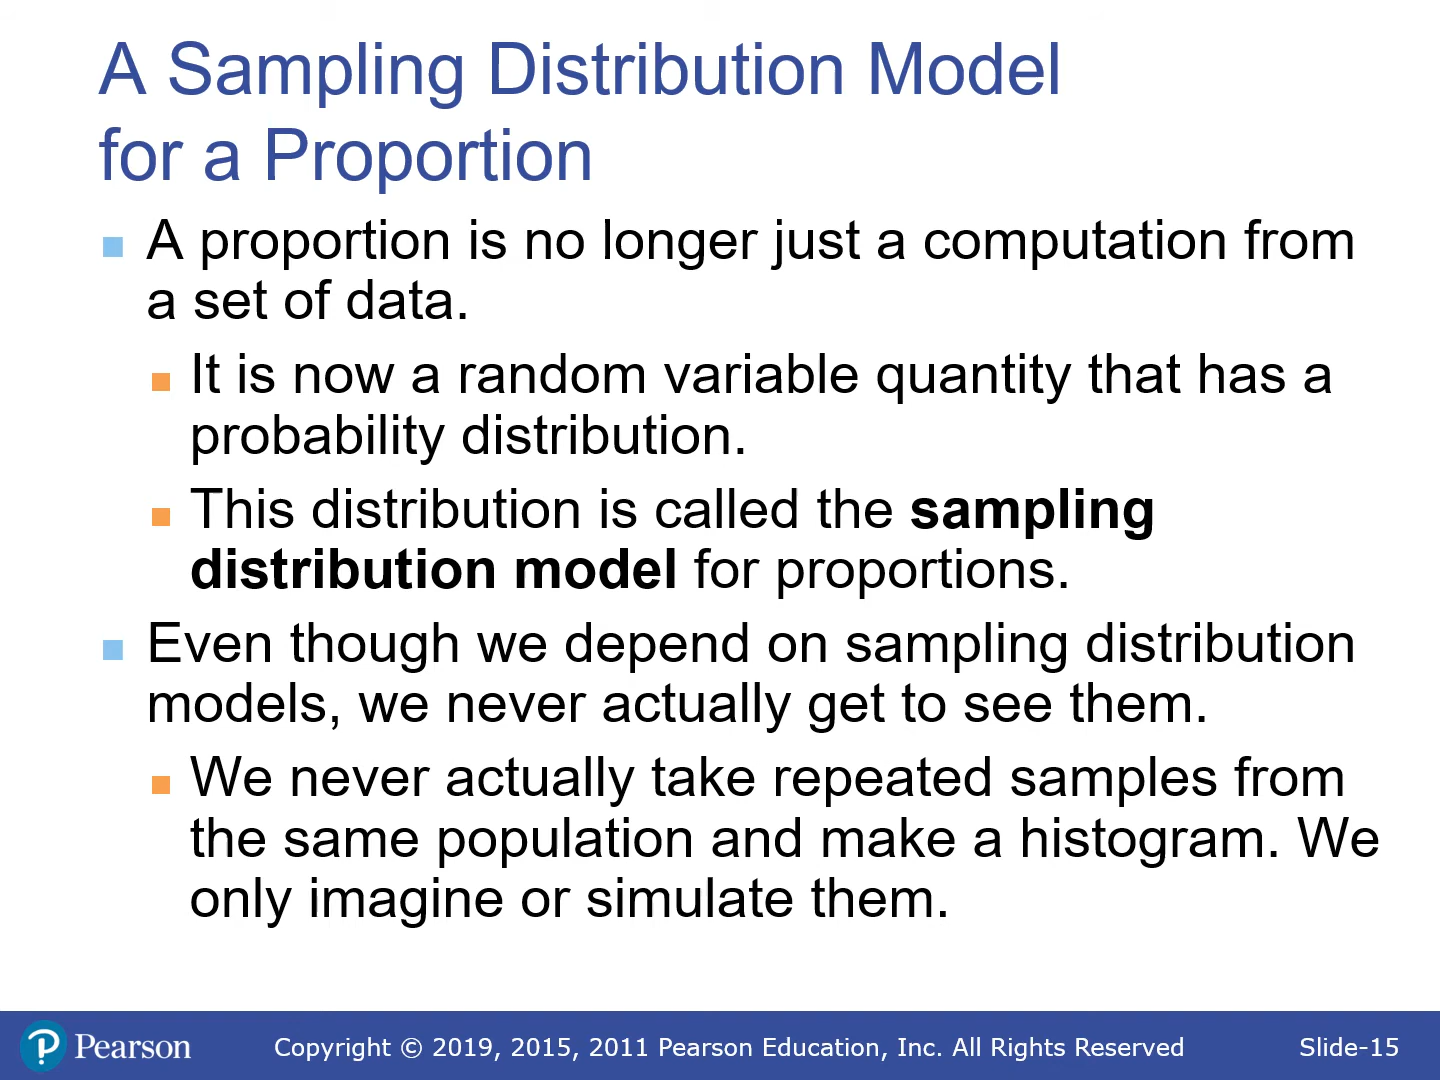 A Sampling Distribution Model
for a Proportion
A proportion is no longer just a computation from
a set of data.
It is now a random variable quantity that has a
probability distribution.
This distribution is called the sampling
distribution model for proportions.
Even though we depend on sampling distribution
models, we never actually get to see them.
We never actually take repeated samples from
the same population and make a histogram. We
only imagine or simulate them.
Pearson Copyright © 2019, 2015, 2011 Pearson Education, Inc. All Rights Reserved Slide-15